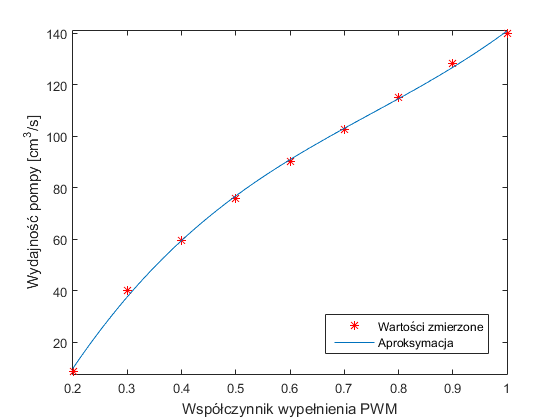 140
120
100
80
60
40
20
Wydajność pompy [cm³/s]
Wartości zmierzone
Aproksymacja
0.2 0.3 0.4 0.5 0.6 0.7 0.8 0.9 1
Współczynnik wypełnienia PWM